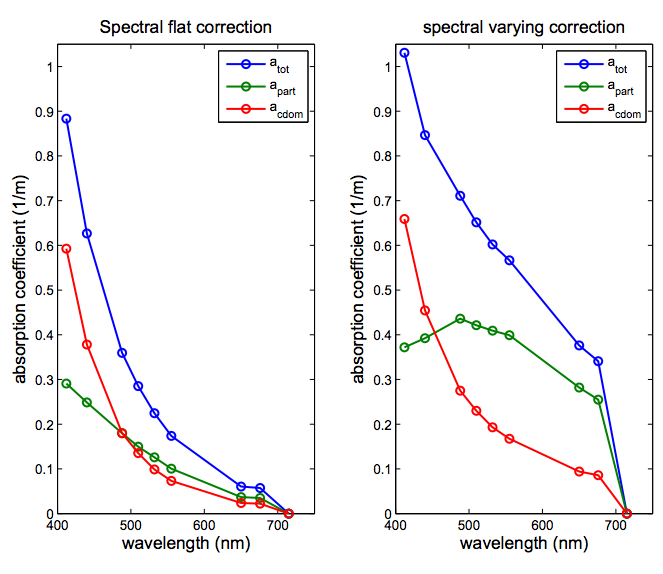 Spectral flat correction
absorption coefficient (1/m)
1
0.9
0.8
0.7
0.6
0.5
0.4
0.3
0.2
0.1
0
400 500 600 700
wavelength (nm)
a_tot
a_part
a_cdom
spectral varying correction
absorption coefficient (1/m)
1
0.9
0.8
0.7
0.6
0.5
0.4
0.3
0.2
0.1
0
400 500 600 700
wavelength (nm)
a_tot
a_part
a_cdom